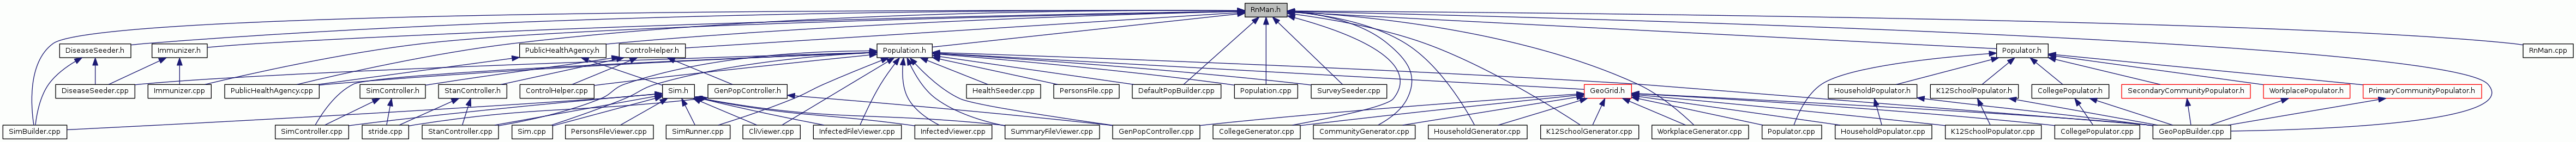 RnMan.h
DiseaseSeeder.h
Immunizer.h
PublicHealthAgency.h
ControlHelper.h
Population.h
Populator.h
RnMan.cpp
DiseaseSeeder.cpp
Immunizer.cpp
PublicHealthAgency.cpp
SimController.h
StanController.h
ControlHelper.cpp
Sim.h
GenPopController.h
HealthSeeder.cpp
PersonsFile.cpp
DefaultPopBuilder.cpp
Population.cpp
SurveySeeder.cpp
GeoGrid.h
HouseholdPopulator.h
K12SchoolPopulator.h
CollegePopulator.h
SecondaryCommunityPopulator.h
WorkplacePopulator.h
PrimaryCommunityPopulator.h
SimBuilder.cpp
SimController.cpp
stride.cpp
StanController.cpp
Sim.cpp
PersonsFileViewer.cpp
SimRunner.cpp
CliViewer.cpp
InfectedFileViewer.cpp
InfectedViewer.cpp
SummaryFileViewer.cpp
GenPopController.cpp
CollegeGenerator.cpp
CommunityGenerator.cpp
HouseholdGenerator.cpp
K12SchoolGenerator.cpp
WorkplaceGenerator.cpp
Populator.cpp
HouseholdPopulator.cpp
K12SchoolPopulator.cpp
CollegePopulator.cpp
GeoPopBuilder.cpp